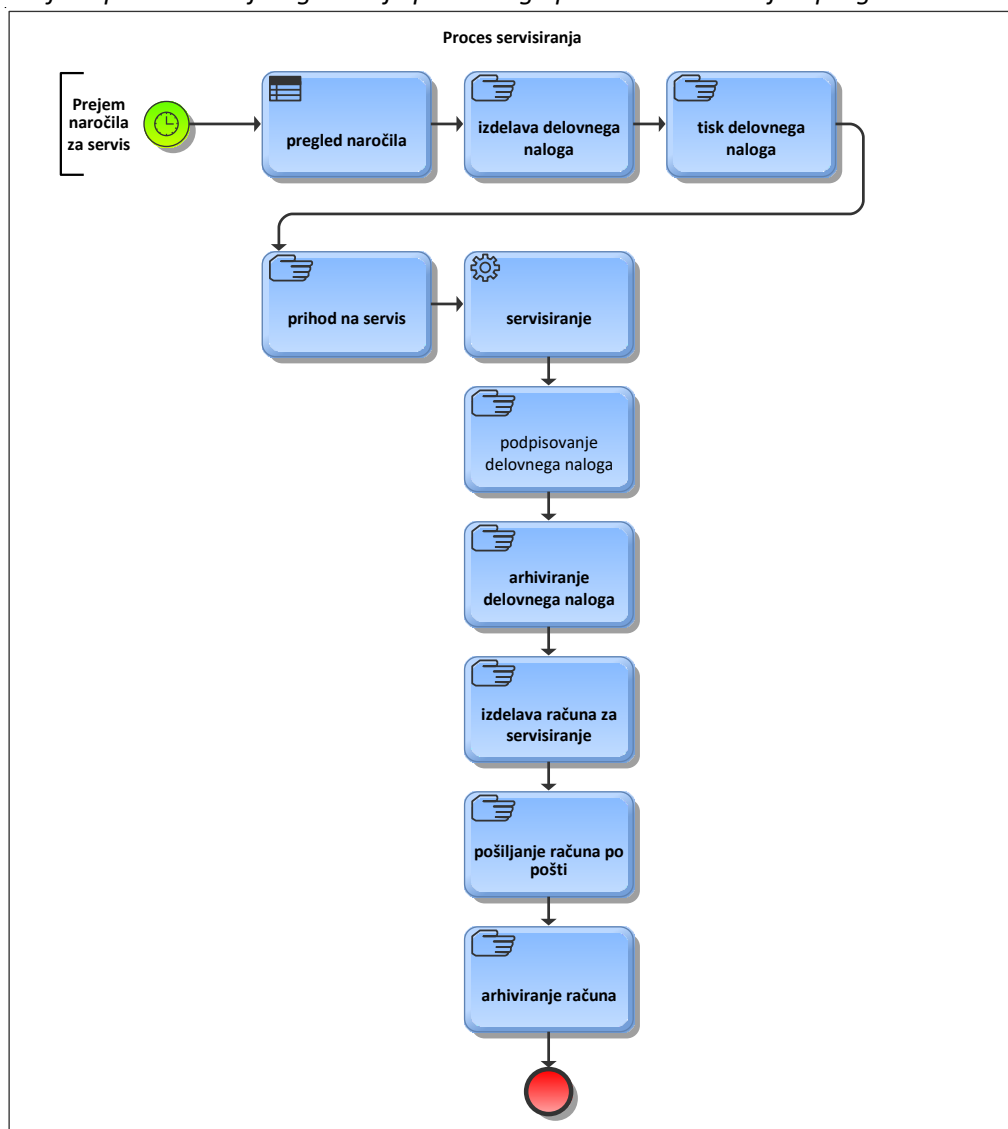 Proces servisiranja
Prejem
naročila
za servis
pregled naročila
izdelava delovnega
naloga
tisk delovnega
naloga
prihod na servis
servisiranje
podpisovanje
delovnega naloga
arhiviranje
delovnega naloga
izdelava računa za
servisiranje
pošiljanje računa po
pošti
arhiviranje računa